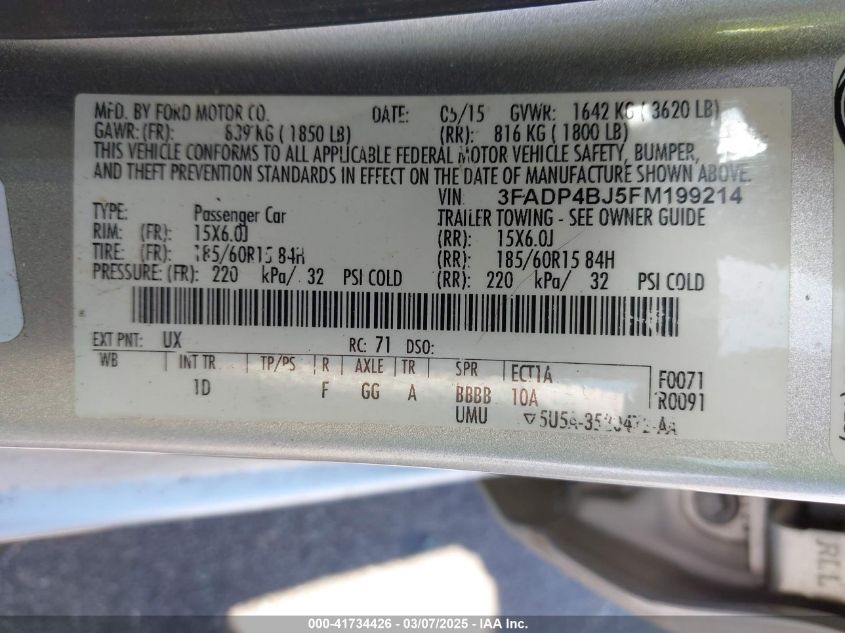 MFD. BY FORD MOTOR CO. DATE: 05/15 GVWR: 1642 KG ( 3620 LB)
GAWR: (FR): 839 KG ( 1850 LB) (RR): 816 KG ( 1800 LB)
THIS VEHICLE CONFORMS TO ALL APPLICABLE FEDERAL MOTOR VEHICLE SAFETY, BUMPER,
AND THEFT PREVENTION STANDARDS IN EFFECT ON THE DATE OF MANUFACTURE SHOWN ABOVE.
VIN 3FADP4BJ5FM199214
TYPE: Passenger Car TRAILER TOWING - SEE OWNER GUIDE
RIM: (FR): 15X6.0J (RR): 15X6.0J
TIRE: (FR): 185/60R15 84H (RR): 185/60R15 84H
PRESSURE: (FR): 220 kPa/ 32 PSI COLD (RR): 220 kPa/ 32 PSI COLD
EXT PNT: UX RC: 71 DSO:
WB INT TR TP/PS R AXLE TR SPR ECT1A F0071
1D F GG A BBBB 10A R0091
UMU ▽5U5A-3520472-AA
RLL
000-41734426 - 03/07/2025 - IAA Inc.